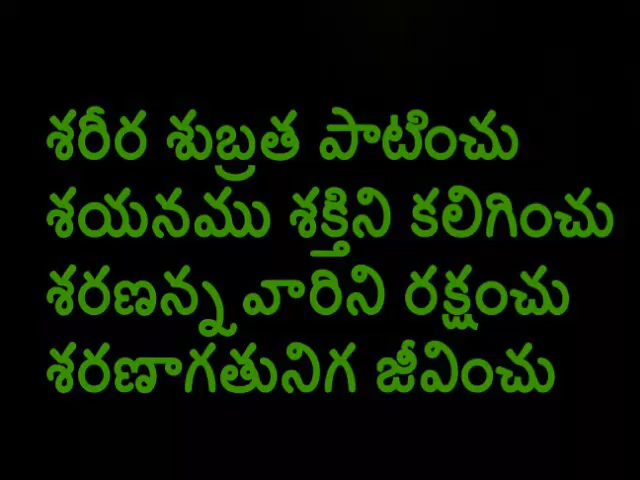 శరీర శుబ్రత పాటించు
శయనము శక్తిని కలిగించు
శరణన్న వారిని రక్షంచు
శరణాగతునిగ జీవించు